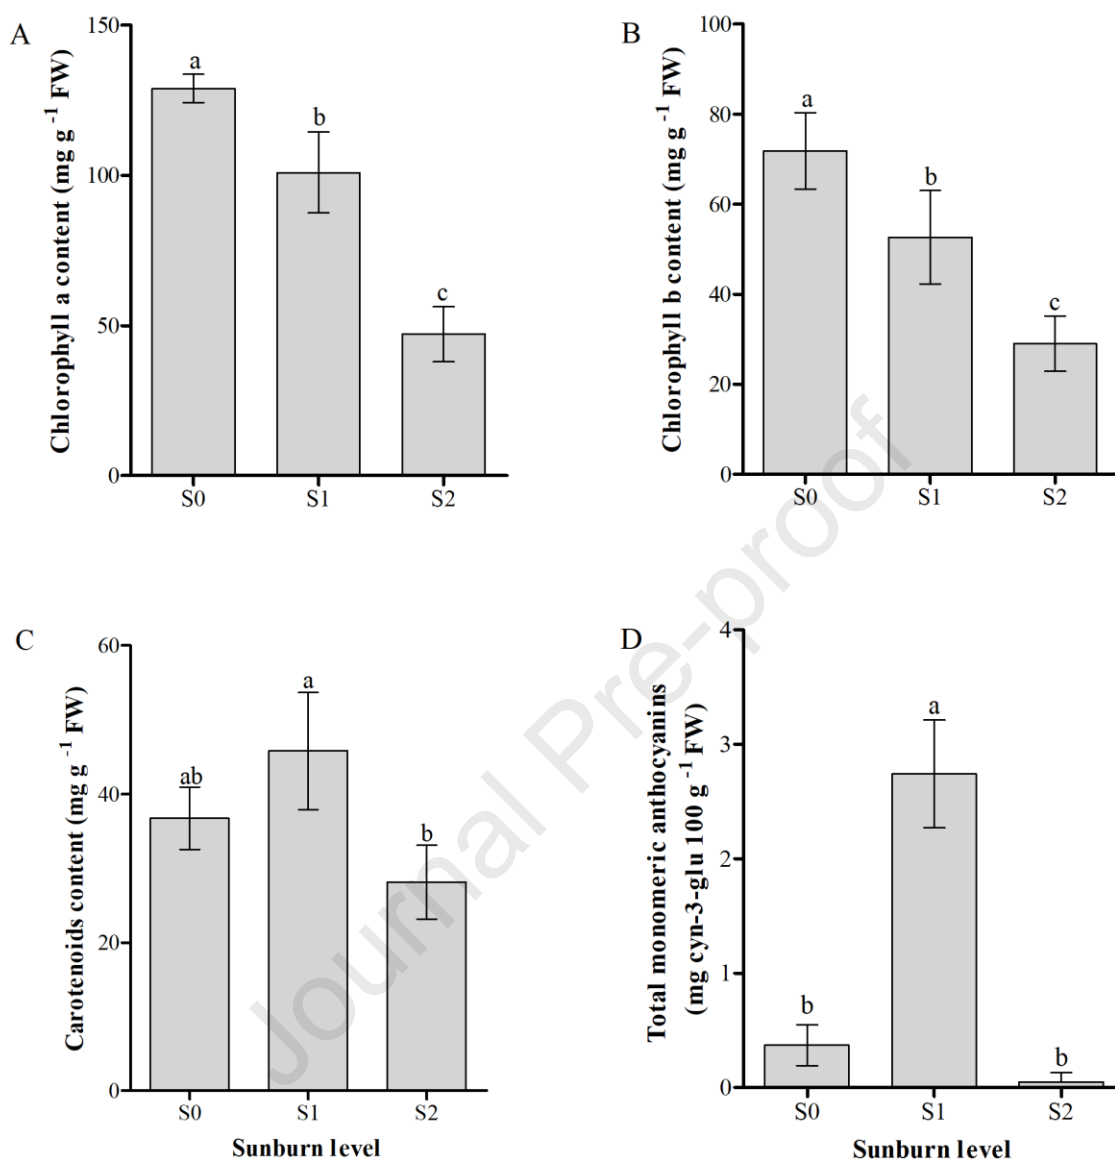 A
Chlorophyll a content (mg g -1 FW)
150
100
50
0
a
b
c
S0 S1 S2
B
Chlorophyll b content (mg g -1 FW)
100
80
60
40
20
0
a
b
c
S0 S1 S2
C
Carotenoids content (mg g -1 FW)
60
40
20
0
ab
a
b
S0 S1 S2
Sunburn level
D
Total monomeric anthocyanins
(mg cyn-3-glu 100 g -1 FW)
4
3
2
1
0
b
a
b
S0 S1 S2
Sunburn level
Journal Pre-proof